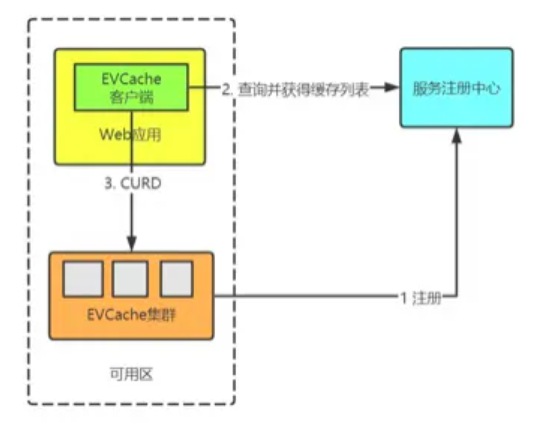 EVCache
客户端
Web应用
2. 查询并获得缓存列表
服务注册中心
3. CURD
EVCache集群
1 注册
可用区